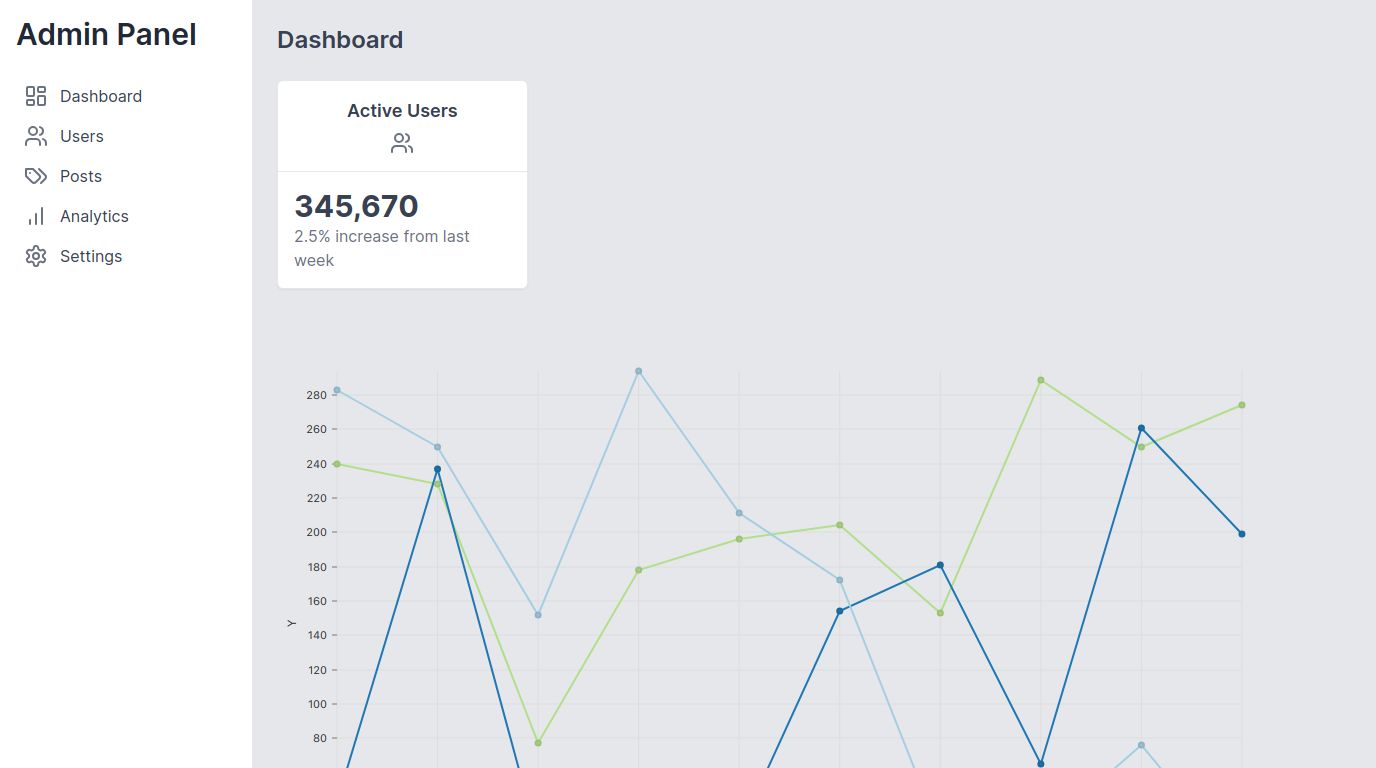 Admin Panel
Dashboard
Users
Posts
Analytics
Settings
Dashboard
Active Users
345,670
2.5% increase from last
week
280
260
240
220
200
180
160
140
120
100
80
Y